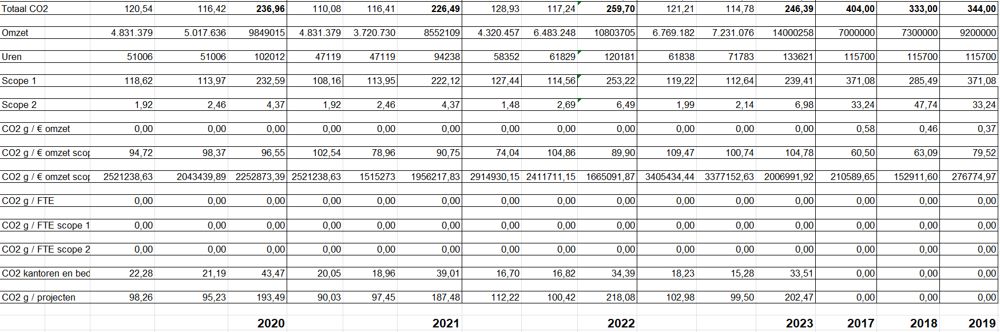 Totaal CO2 120,54 116,42 236,96 110,08 116,41 226,49 128,93 117,24 259,70 121,21 114,78 246,39 404,00 333,00 344,00
Omzet 4.831.379 5.017.636 9849015 4.831.379 3.720.730 8552109 4.320.457 6.483.248 10803705 6.769.182 7.231.076 14000258 7000000 7300000 9200000
Uren 51006 51006 102012 47119 47119 94238 58352 61829 120181 61838 71783 133621 115700 115700 115700
Scope 1 118,62 113,97 232,59 108,16 113,95 222,12 127,44 114,56 253,22 119,22 112,64 239,41 371,08 285,49 371,08
Scope 2 1,92 2,46 4,37 1,92 2,46 4,37 1,48 2,69 6,49 1,99 2,14 6,98 33,24 47,74 33,24
CO2 g / € omzet 0,00 0,00 0,00 0,00 0,00 0,00 0,00 0,00 0,00 0,00 0,00 0,00 0,58 0,46 0,37
CO2 g / € omzet scop 94,72 98,37 96,55 102,54 78,96 90,75 74,04 104,86 89,90 109,47 100,74 104,78 60,50 63,09 79,52
CO2 g / € omzet scop 2521238,63 2043439,89 2252873,39 2521238,63 1515273 1956217,83 2914930,15 2411711,15 1665091,87 3405434,44 3377152,63 2006991,92 210589,65 152911,60 276774,97
CO2 g / FTE 0,00 0,00 0,00 0,00 0,00 0,00 0,00 0,00 0,00 0,00 0,00 0,00 0,00 0,00 0,00
CO2 g / FTE scope 1 0,00 0,00 0,00 0,00 0,00 0,00 0,00 0,00 0,00 0,00 0,00 0,00 0,00 0,00 0,00
CO2 g / FTE scope 2 0,00 0,00 0,00 0,00 0,00 0,00 0,00 0,00 0,00 0,00 0,00 0,00 0,00 0,00 0,00
CO2 kantoren en bed 22,28 21,19 43,47 20,05 18,96 39,01 16,70 16,82 34,39 18,23 15,28 33,51 0,00 0,00 0,00
CO2 g / projecten 98,26 95,23 193,49 90,03 97,45 187,48 112,22 100,42 218,08 102,98 99,50 202,47 0,00 0,00 0,00
2020 2021 2022 2023 2017 2018 2019